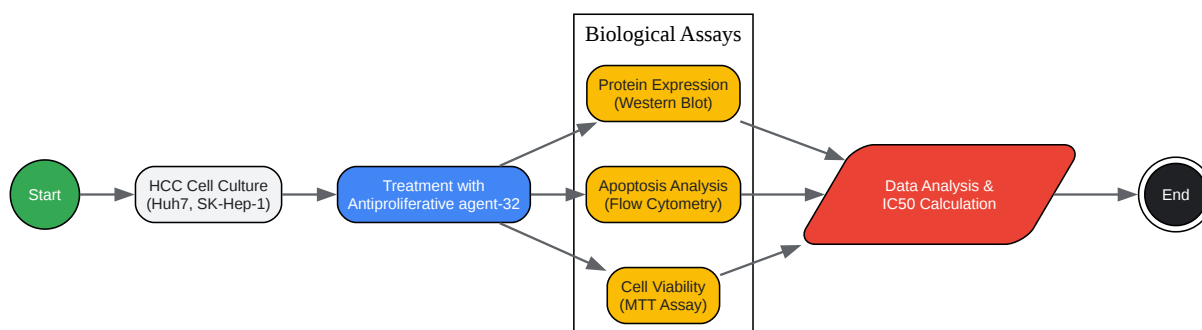 Start
HCC Cell Culture
(Huh7, SK-Hep-1)
Treatment with
Antiproliferative agent-32
Biological Assays
Protein Expression
(Western Blot)
Apoptosis Analysis
(Flow Cytometry)
Cell Viability
(MTT Assay)
Data Analysis &
IC50 Calculation
End